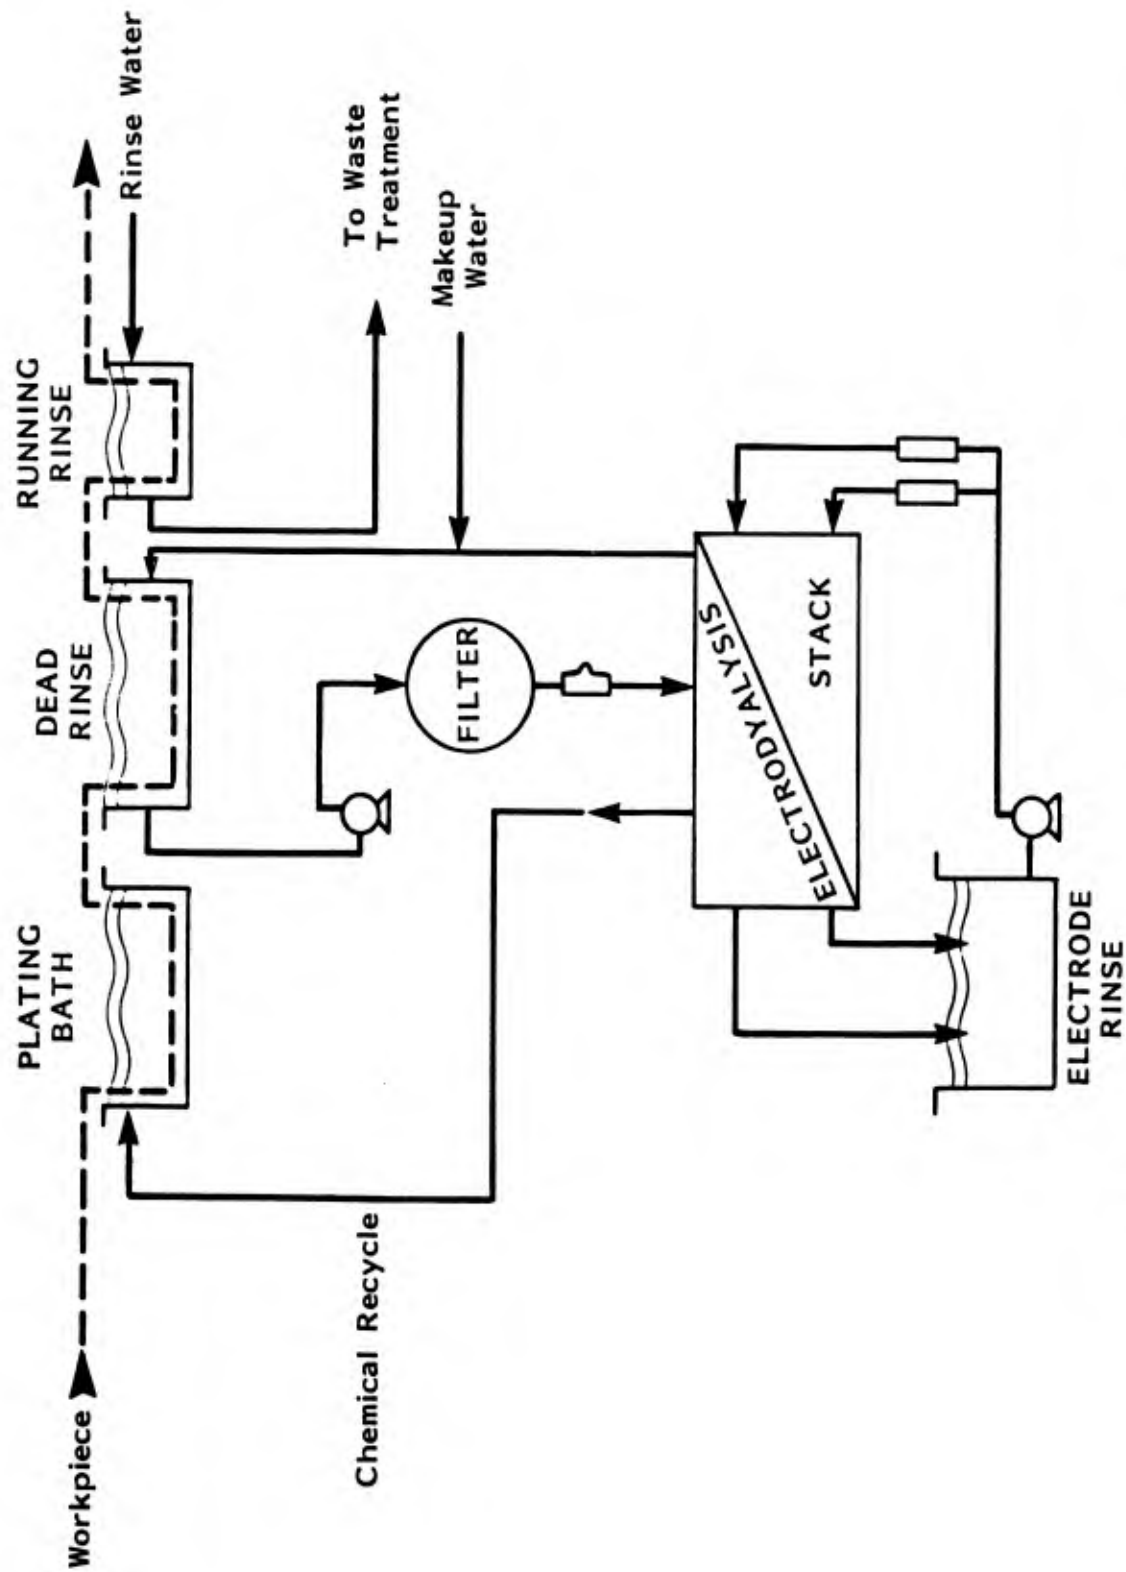 Workpiece
PLATING
BATH
DEAD
RINSE
RUNNING
RINSE
Rinse Water
To Waste
Treatment
Makeup
Water
Chemical Recycle
FILTER
ELECTRODYALYSIS
STACK
ELECTRODE
RINSE